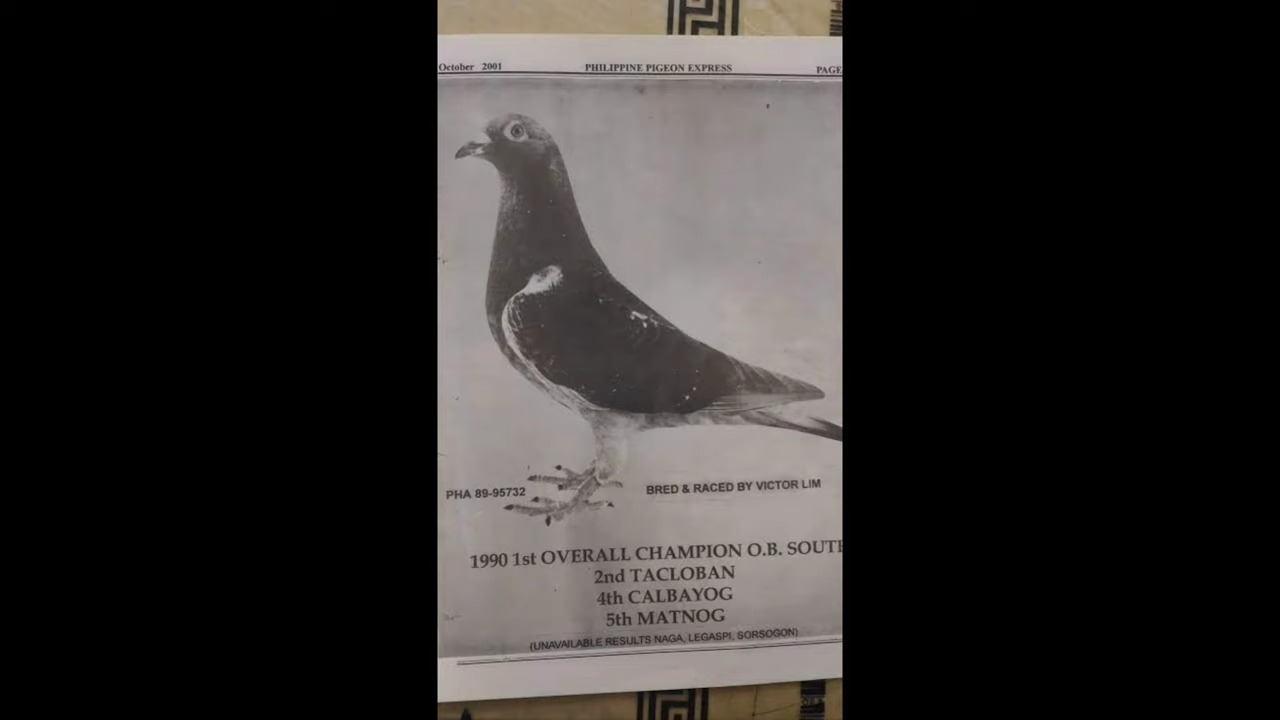 October 2001 PHILIPPINE PIGEON EXPRESS PAGE
PHA 89-95732 BRED & RACED BY VICTOR LIM
1990 1st OVERALL CHAMPION O.B. SOUTH
2nd TACLOBAN
4th CALBAYOG
5th MATNOG
(UNAVAILABLE RESULTS NAGA, LEGASPI, SORSOGON)